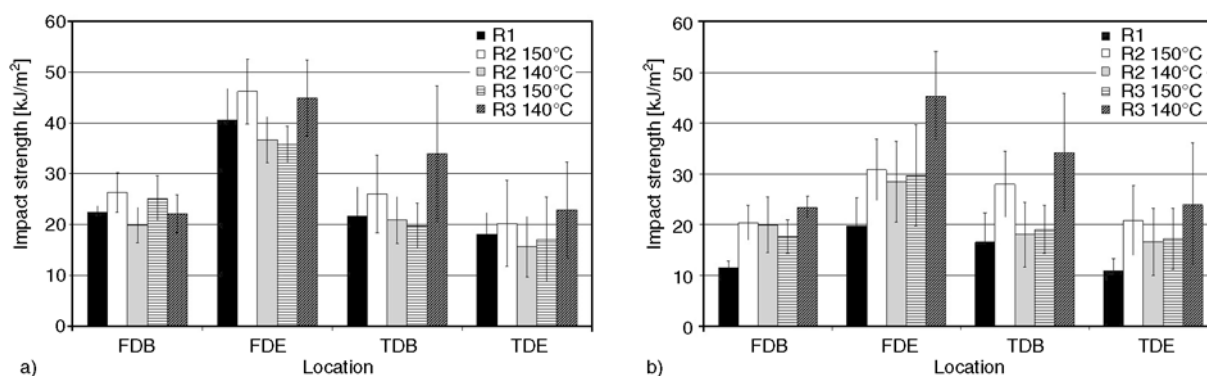 60
50
40
30
20
10
0
Impact strength [kJ/m²]
R1
R2 150°C
R2 140°C
R3 150°C
R3 140°C
FDB FDE TDB TDE
Location
a)
60
50
40
30
20
10
0
Impact strength [kJ/m²]
R1
R2 150°C
R2 140°C
R3 150°C
R3 140°C
FDB FDE TDB TDE
Location
b)